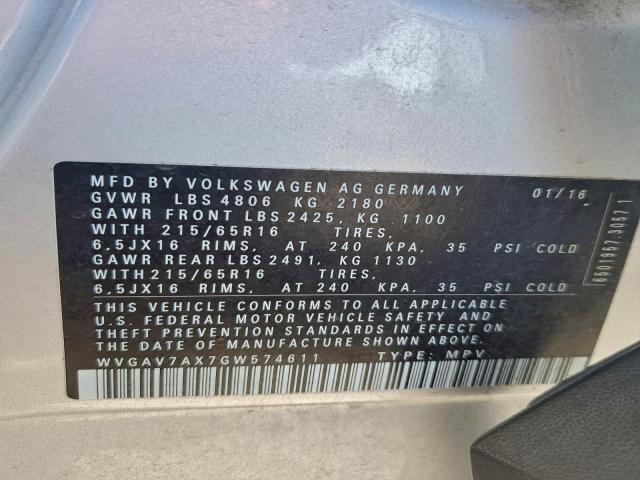 MFD BY VOLKSWAGEN AG GERMANY 01/16
GVWR LBS 4806 KG 2180
GAWR FRONT LBS 2425, KG 1100
WITH 215/65R16 TIRES,
6,5JX16 RIMS, AT 240 KPA, 35 PSI COLD
GAWR REAR LBS 2491, KG 1130
WITH 215/65R16 TIRES,
6,5JX16 RIMS, AT 240 KPA, 35 PSI COLD
THIS VEHICLE CONFORMS TO ALL APPLICABLE
U.S. FEDERAL MOTOR VEHICLE SAFETY AND
THEFT PREVENTION STANDARDS IN EFFECT ON
THE DATE OF MANUFACTURE SHOWN ABOVE
WVGAV7AX7GW574611 TYPE: MPV
6601957.3057 1